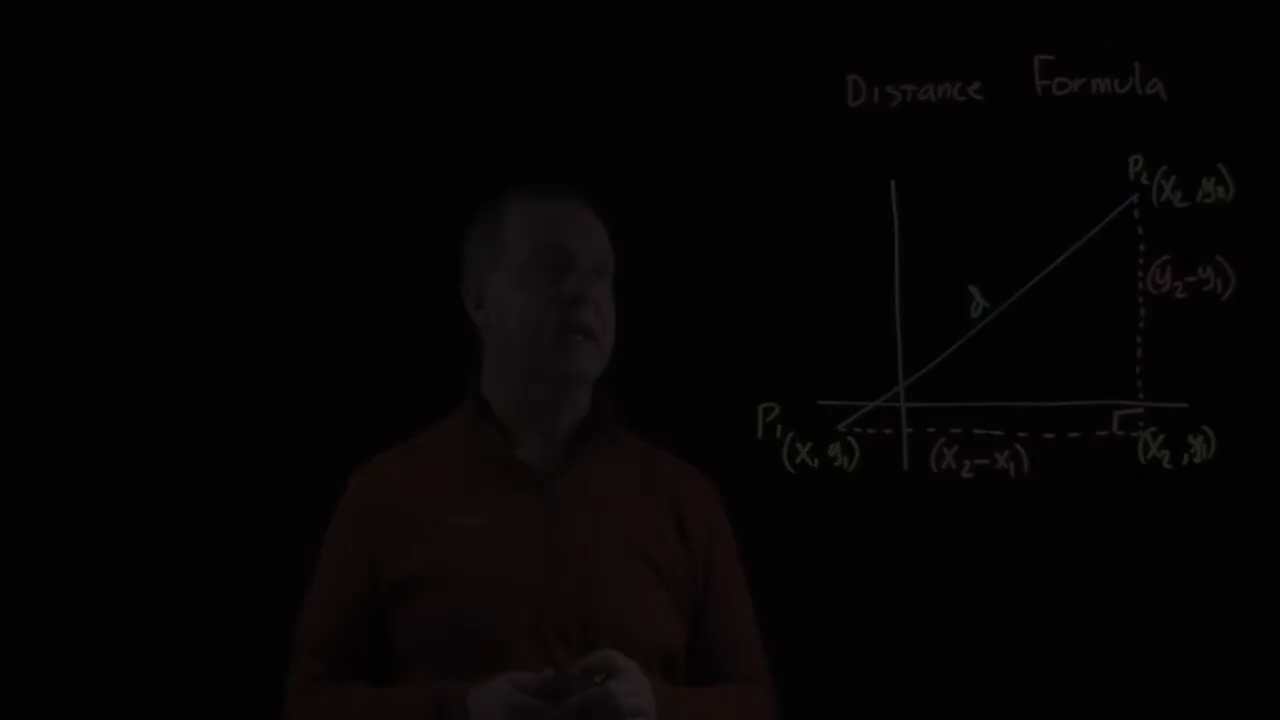 Distance Formula
P₂ (x₂, y₂)
(y₂-y₁)
d
P₁
(x₁ y₁)
(x₂-x₁)
(x₂, y₁)